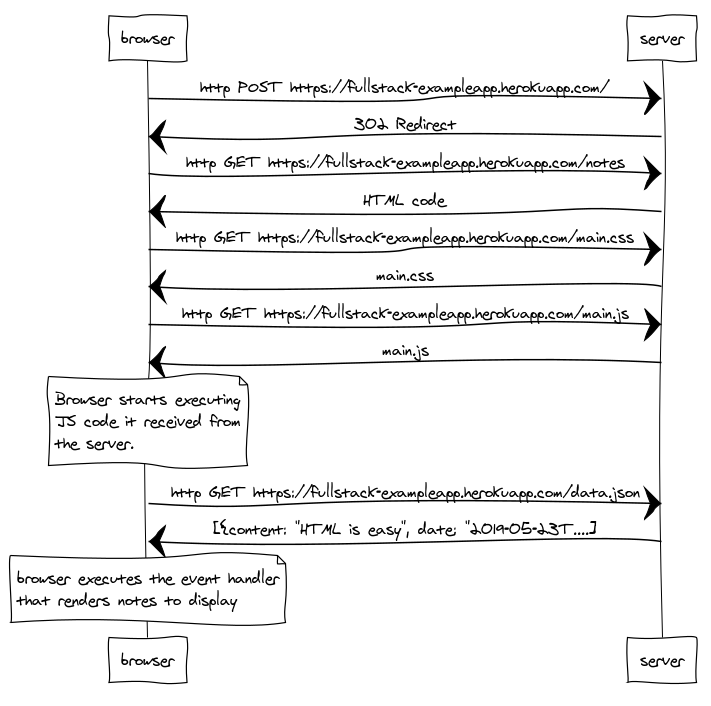 browser
server
http POST https://fullstack-exampleapp.herokuapp.com/
302 Redirect
http GET https://fullstack-exampleapp.herokuapp.com/notes
HTML code
http GET https://fullstack-exampleapp.herokuapp.com/main.css
main.css
http GET https://fullstack-exampleapp.herokuapp.com/main.js
main.js
Browser starts executing
JS code it received from
the server.
http GET https://fullstack-exampleapp.herokuapp.com/data.json
[{content: "HTML is easy", date: "2019-05-23T....]
browser executes the event handler
that renders notes to display
browser
server